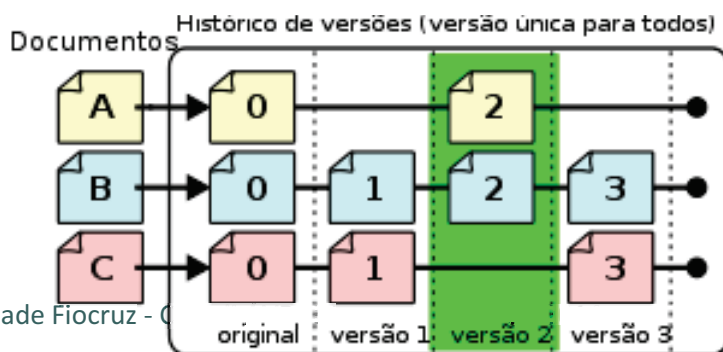 Histórico de versões (versão única para todos)
Documentos
A 0 2
B 0 1 2 3
C 0 1 3
ade Fiocruz -
original versão 1 versão 2 versão 3